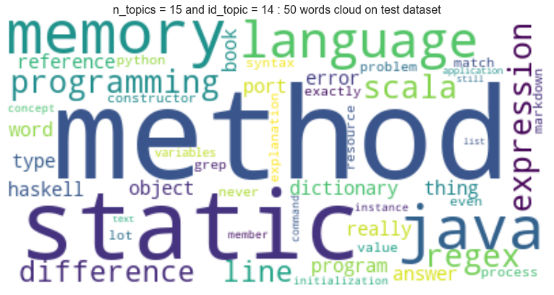 n_topics = 15 and id_topic = 14 : 50 words cloud on test dataset
memory language
reference python book syntax problem match application still
programming error exactly scala expression markdown
concept constructor port
word method resource explanation
type variables grep
haskell object never dictionary thing even
static java
text lot member command instance really list
value regex
difference line program answer process
initialization